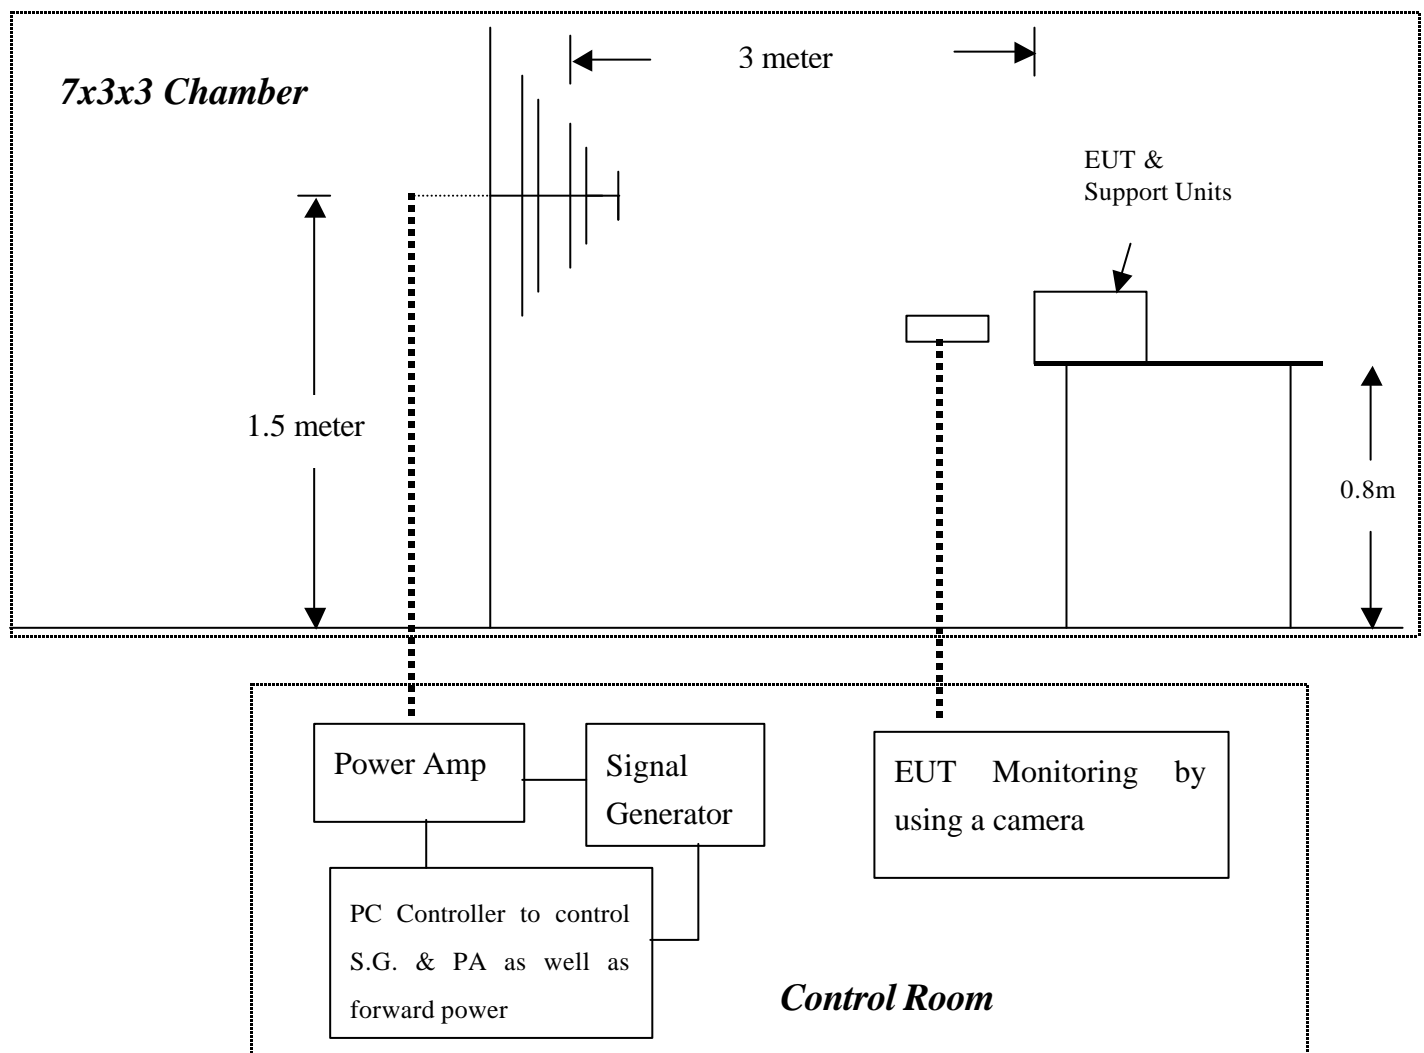 3 meter
7x3x3 Chamber
EUT &
Support Units
1.5 meter
0.8m
Power Amp
Signal
Generator
EUT Monitoring by
using a camera
PC Controller to control
S.G. & PA as well as
forward power
Control Room